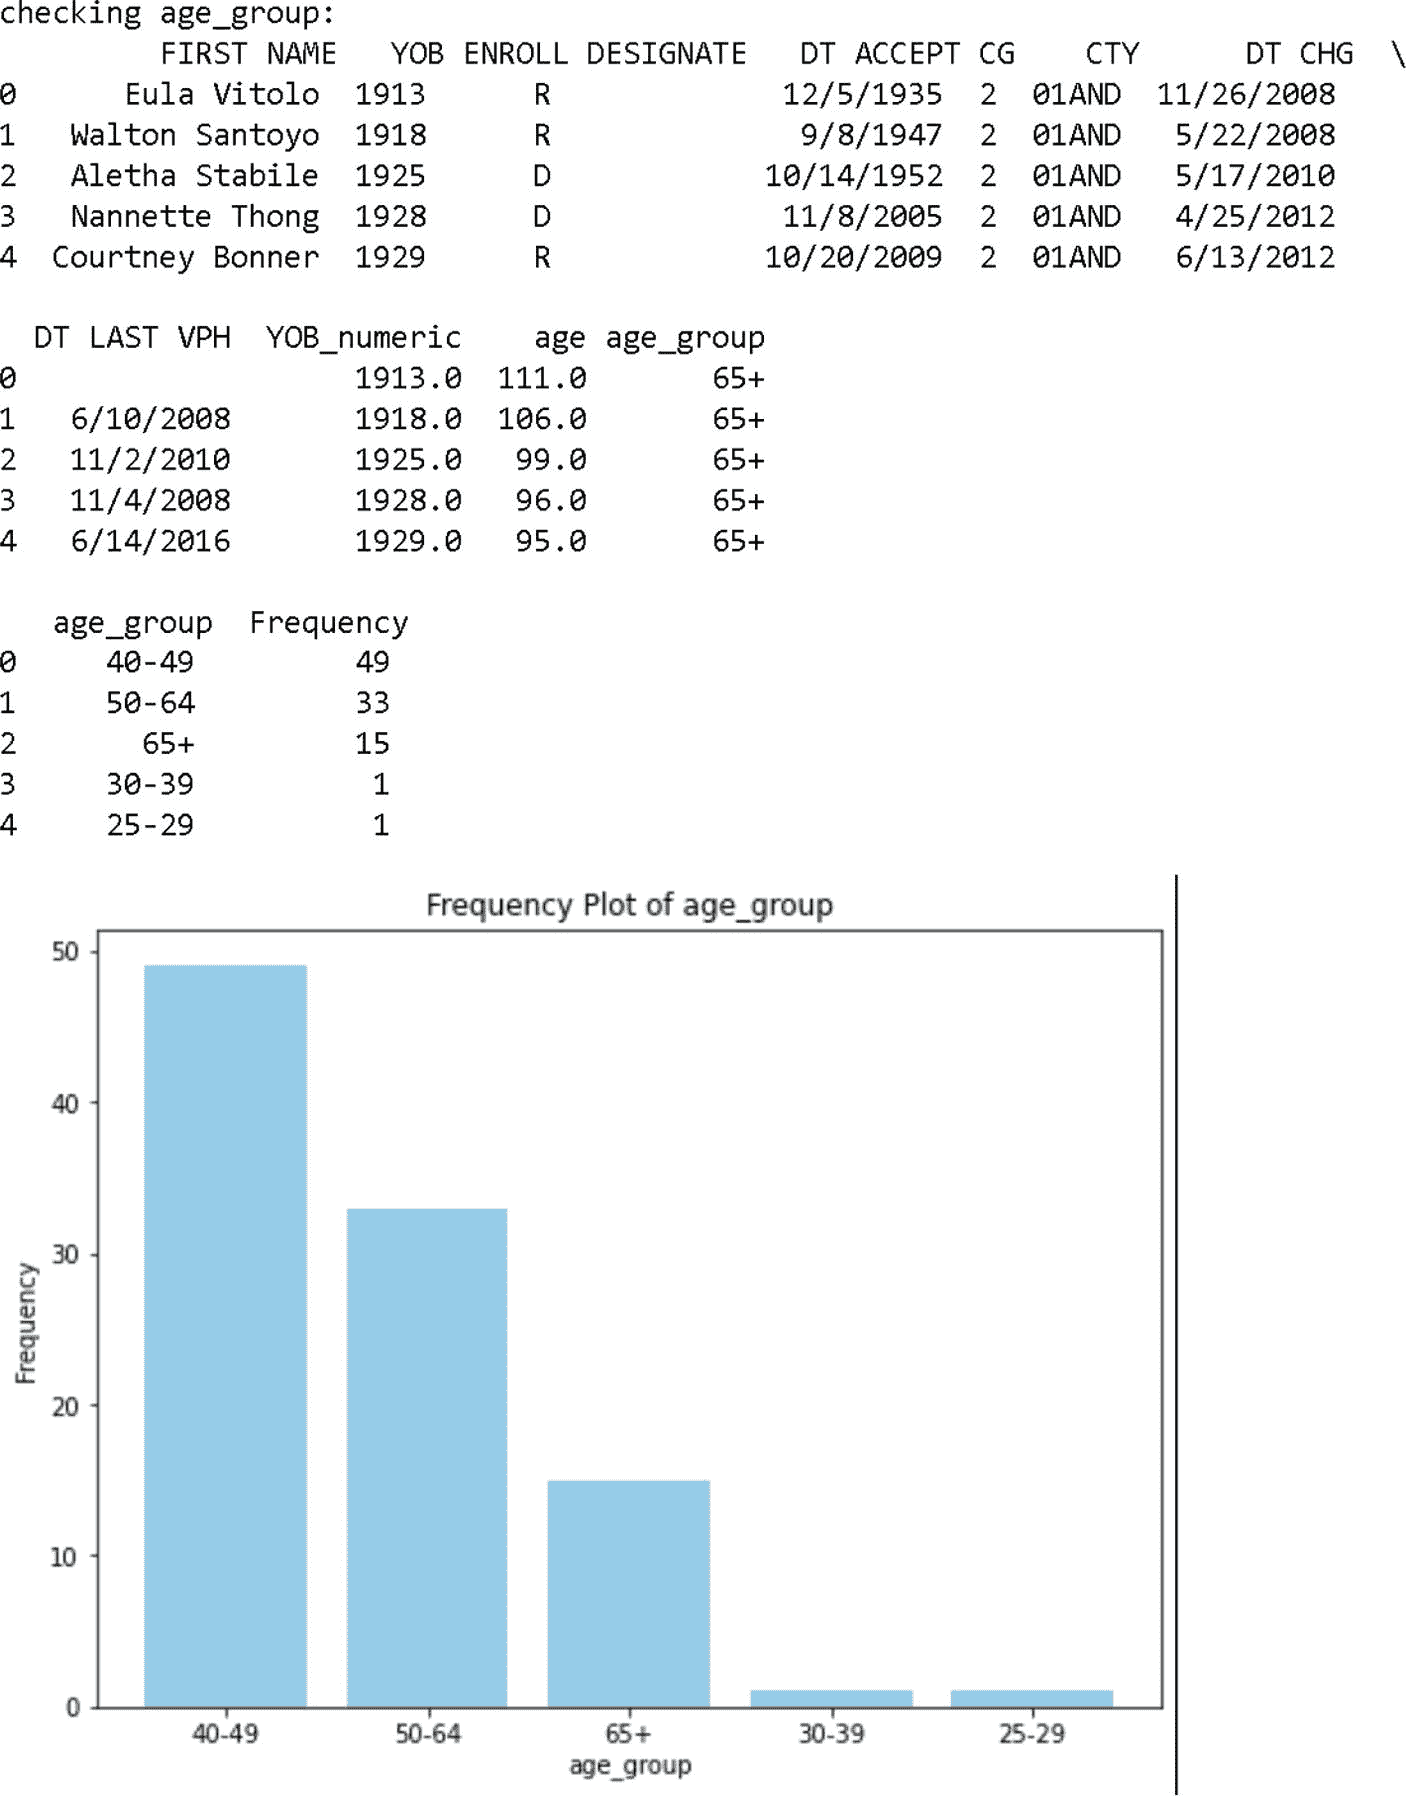 checking age_group:
FIRST NAME YOB ENROLL DESIGNATE DT ACCEPT CG CTY DT CHG \
0 Eula Vitolo 1913 R 12/5/1935 2 01AND 11/26/2008
1 Walton Santoyo 1918 R 9/8/1947 2 01AND 5/22/2008
2 Aletha Stabile 1925 D 10/14/1952 2 01AND 5/17/2010
3 Nannette Thong 1928 D 11/8/2005 2 01AND 4/25/2012
4 Courtney Bonner 1929 R 10/20/2009 2 01AND 6/13/2012
DT LAST VPH YOB_numeric age age_group
0 1913.0 111.0 65+
1 6/10/2008 1918.0 106.0 65+
2 11/2/2010 1925.0 99.0 65+
3 11/4/2008 1928.0 96.0 65+
4 6/14/2016 1929.0 95.0 65+
age_group Frequency
0 40-49 49
1 50-64 33
2 65+ 15
3 30-39 1
4 25-29 1
Frequency Plot of age_group
50
40
30
20
10
0
Frequency
40-49 50-64 65+ 30-39 25-29
age_group